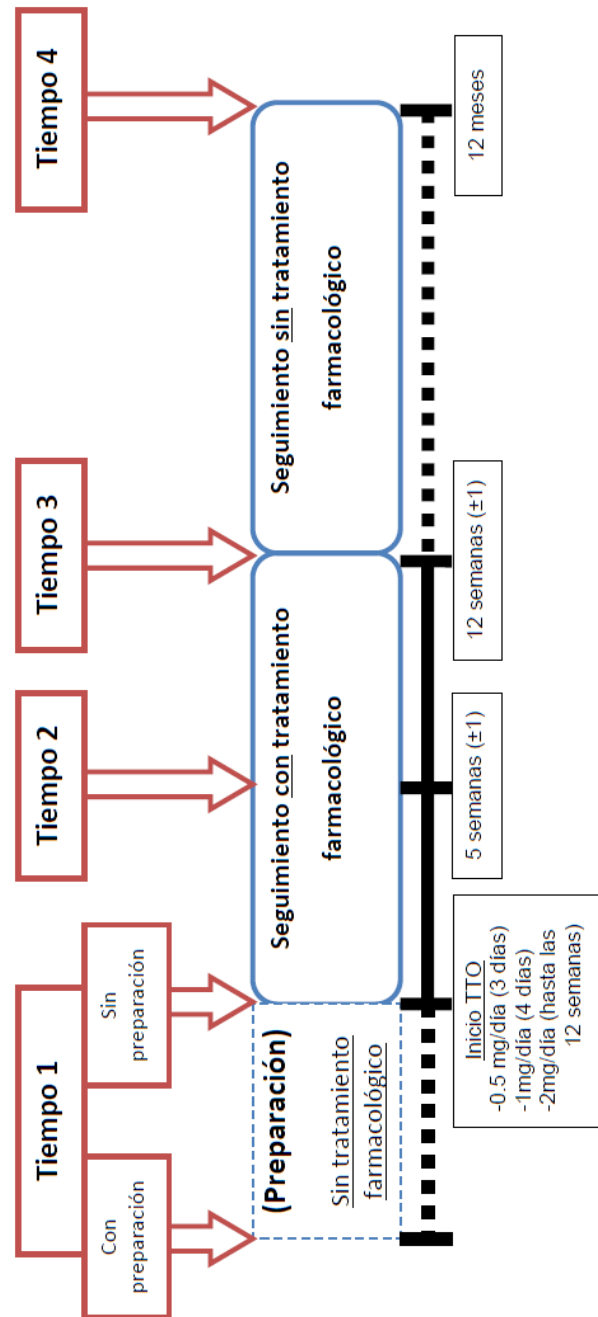 Tiempo 1
Tiempo 2
Tiempo 3
Tiempo 4
Con
preparación
Sin
preparación
(Preparación)
Sin tratamiento
farmacológico
Seguimiento con tratamiento
farmacológico
Seguimiento sin tratamiento
farmacológico
Inicio TTO
-0.5 mg/día (3 días)
-1mg/día (4 días)
-2mg/día (hasta las
12 semanas)
5 semanas (±1)
12 semanas (±1)
12 meses